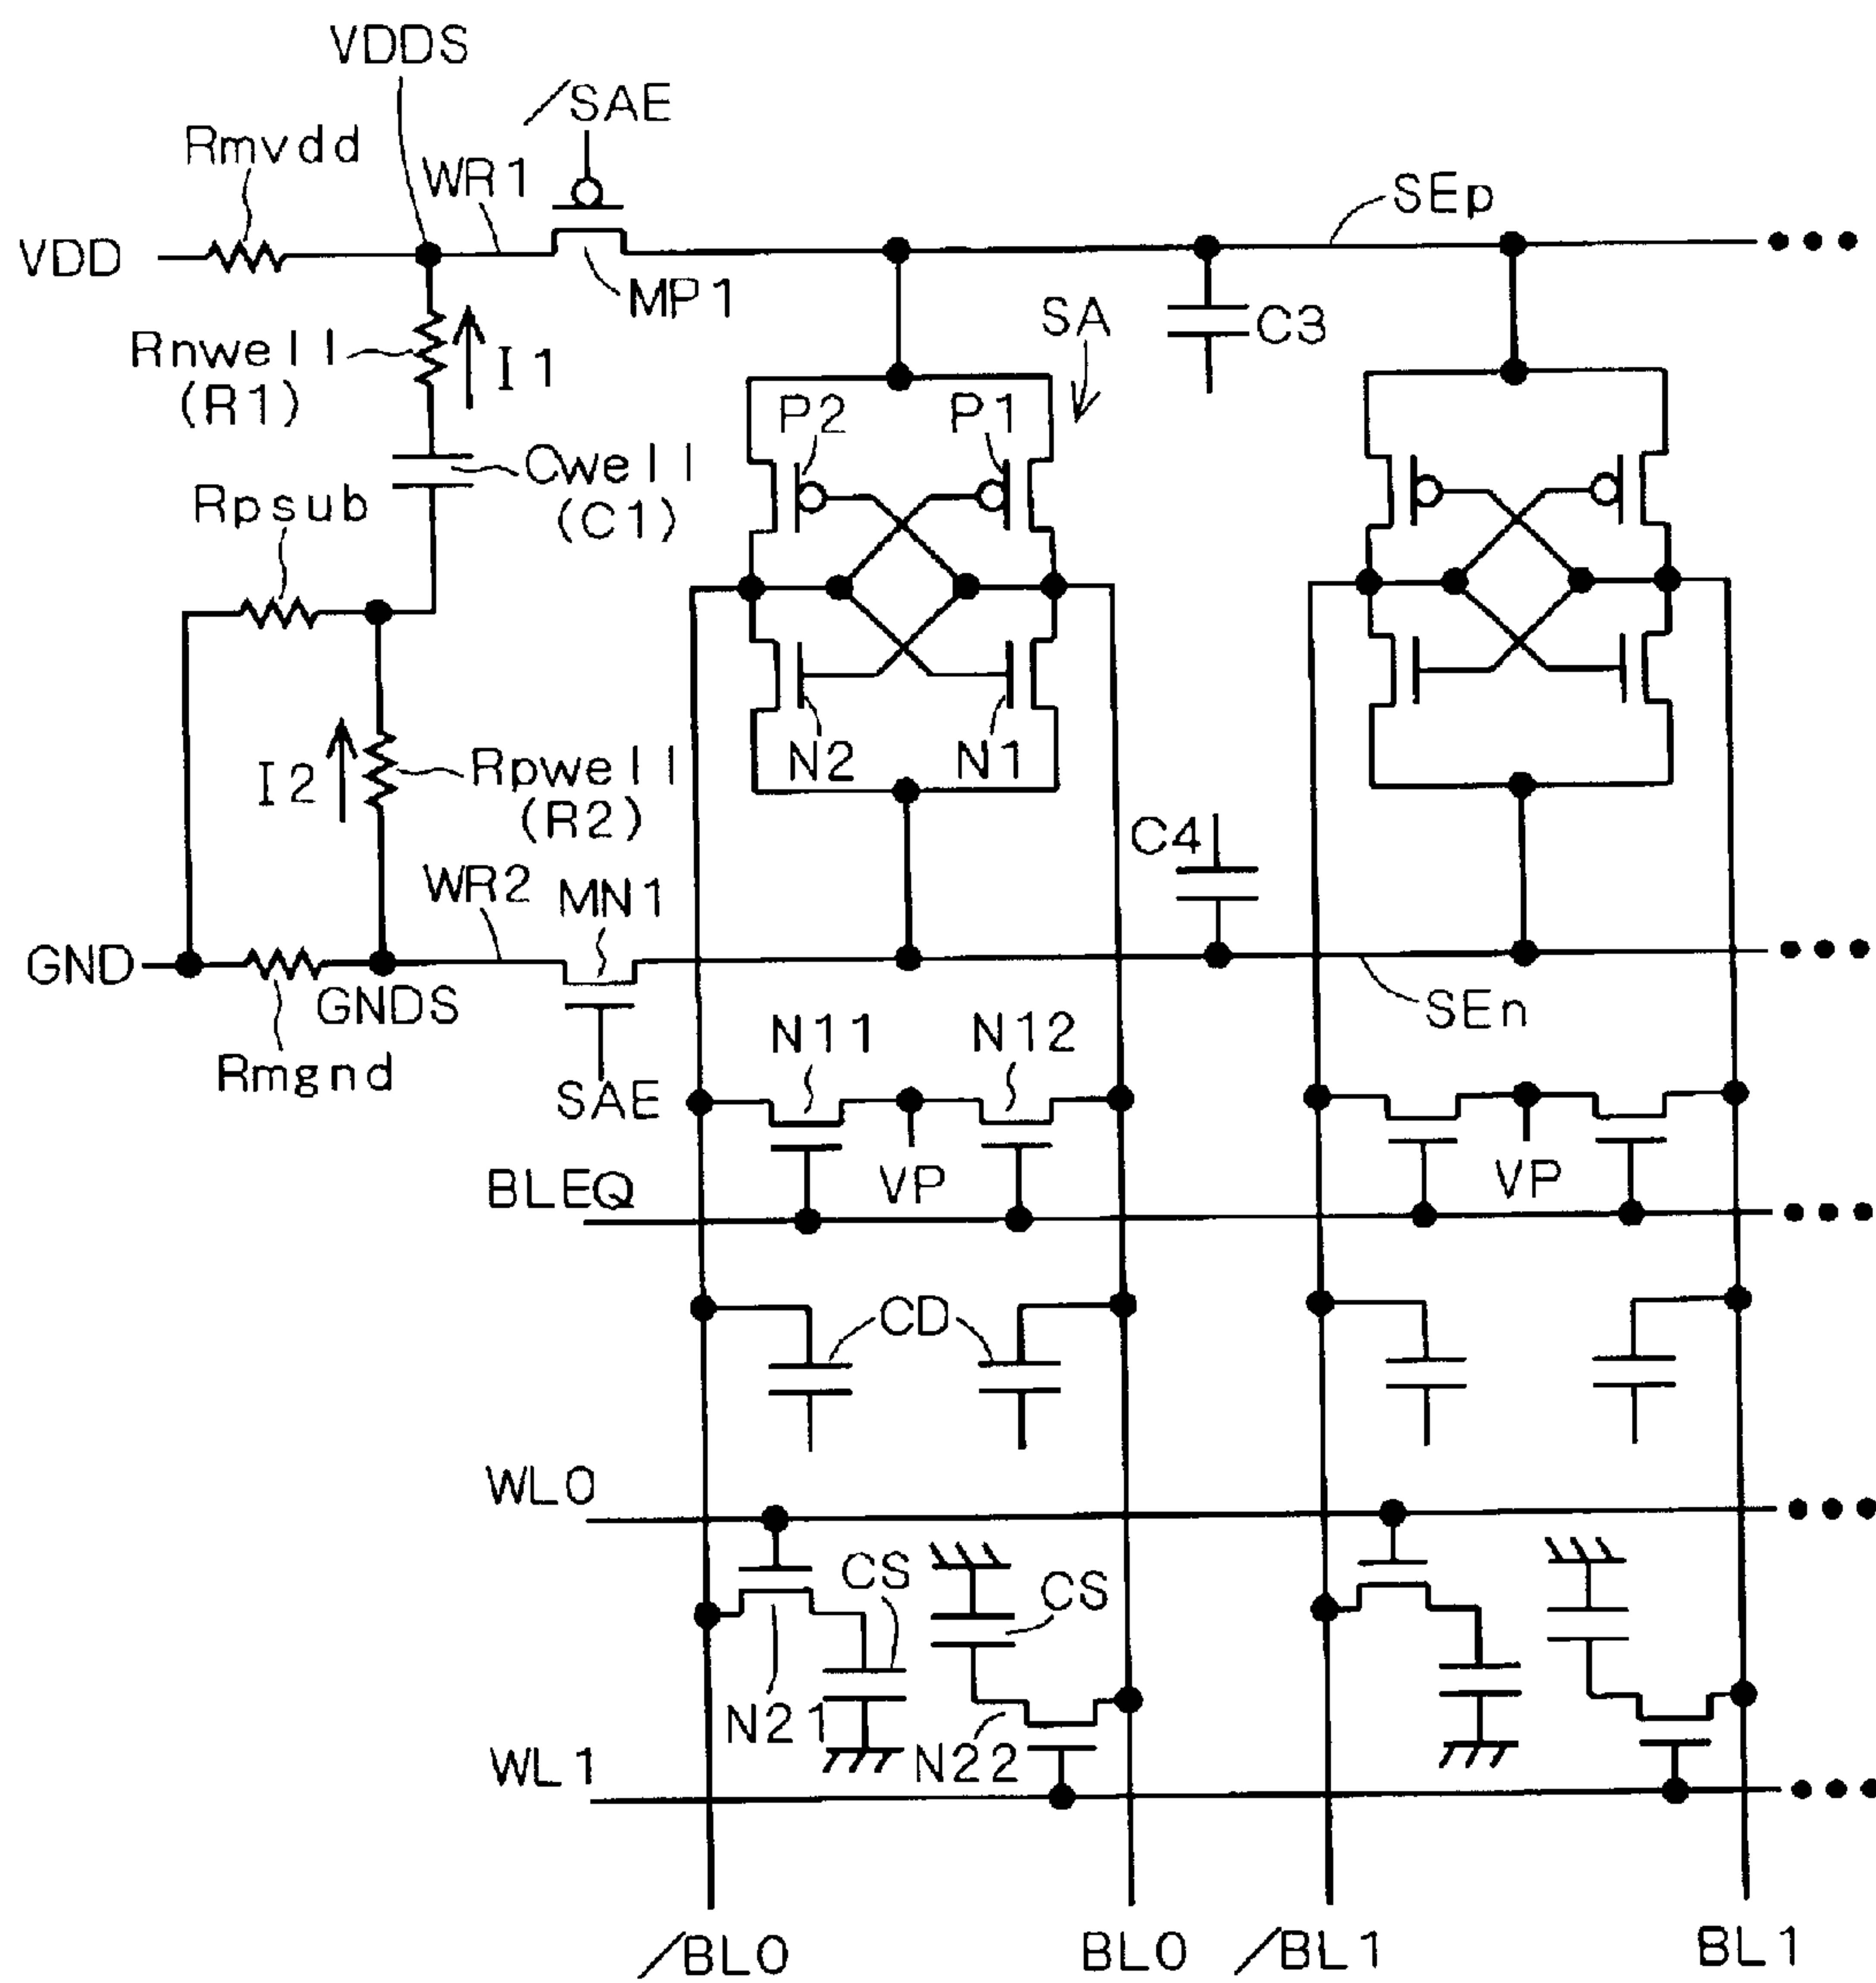 VDDS
/SAE
Rmvdd
WR1
SEp
VDD
MP1
SA
C3
Rnwell
(R1)
I1
P2
P1
Cwell
(C1)
Rpsub
I2
Rpwell
(R2)
N2
N1
C4
WR2
MN1
GND
GNDS
SEn
Rmgnd
SAE
N11
N12
VP
VP
BLEQ
CD
WL0
CS
CS
N21
N22
WL1
/BL0
BL0
/BL1
BL1